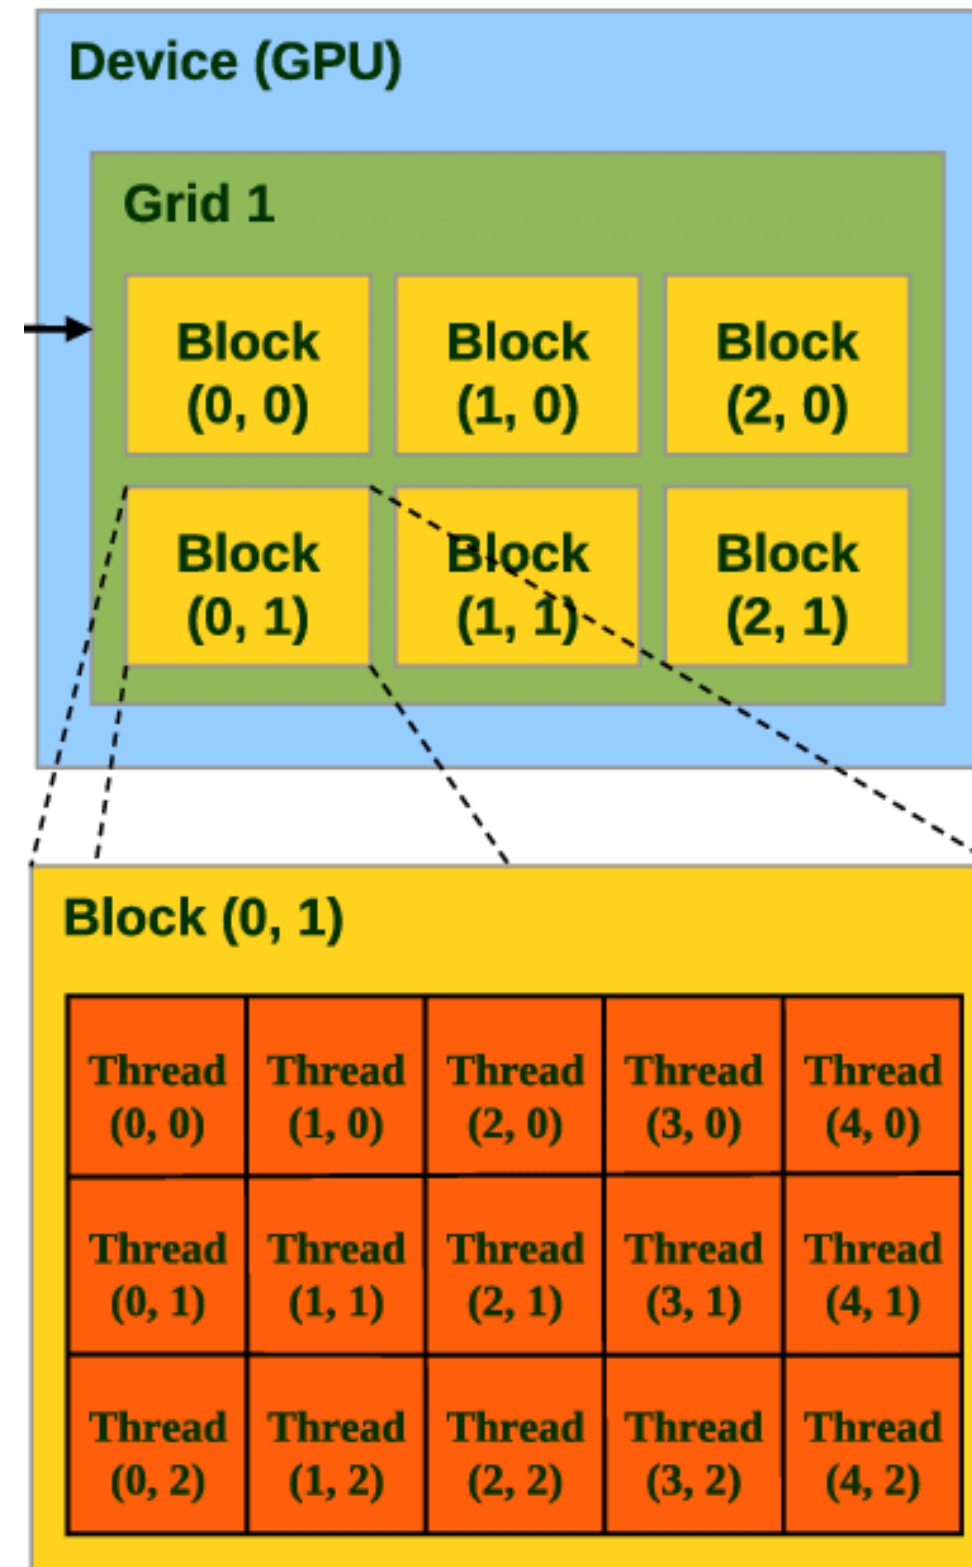 Device (GPU)
Grid 1
Block
(0, 0)
Block
(1, 0)
Block
(2, 0)
Block
(0, 1)
Block
(1, 1)
Block
(2, 1)
Block (0, 1)
Thread
(0, 0)
Thread
(1, 0)
Thread
(2, 0)
Thread
(3, 0)
Thread
(4, 0)
Thread
(0, 1)
Thread
(1, 1)
Thread
(2, 1)
Thread
(3, 1)
Thread
(4, 1)
Thread
(0, 2)
Thread
(1, 2)
Thread
(2, 2)
Thread
(3, 2)
Thread
(4, 2)